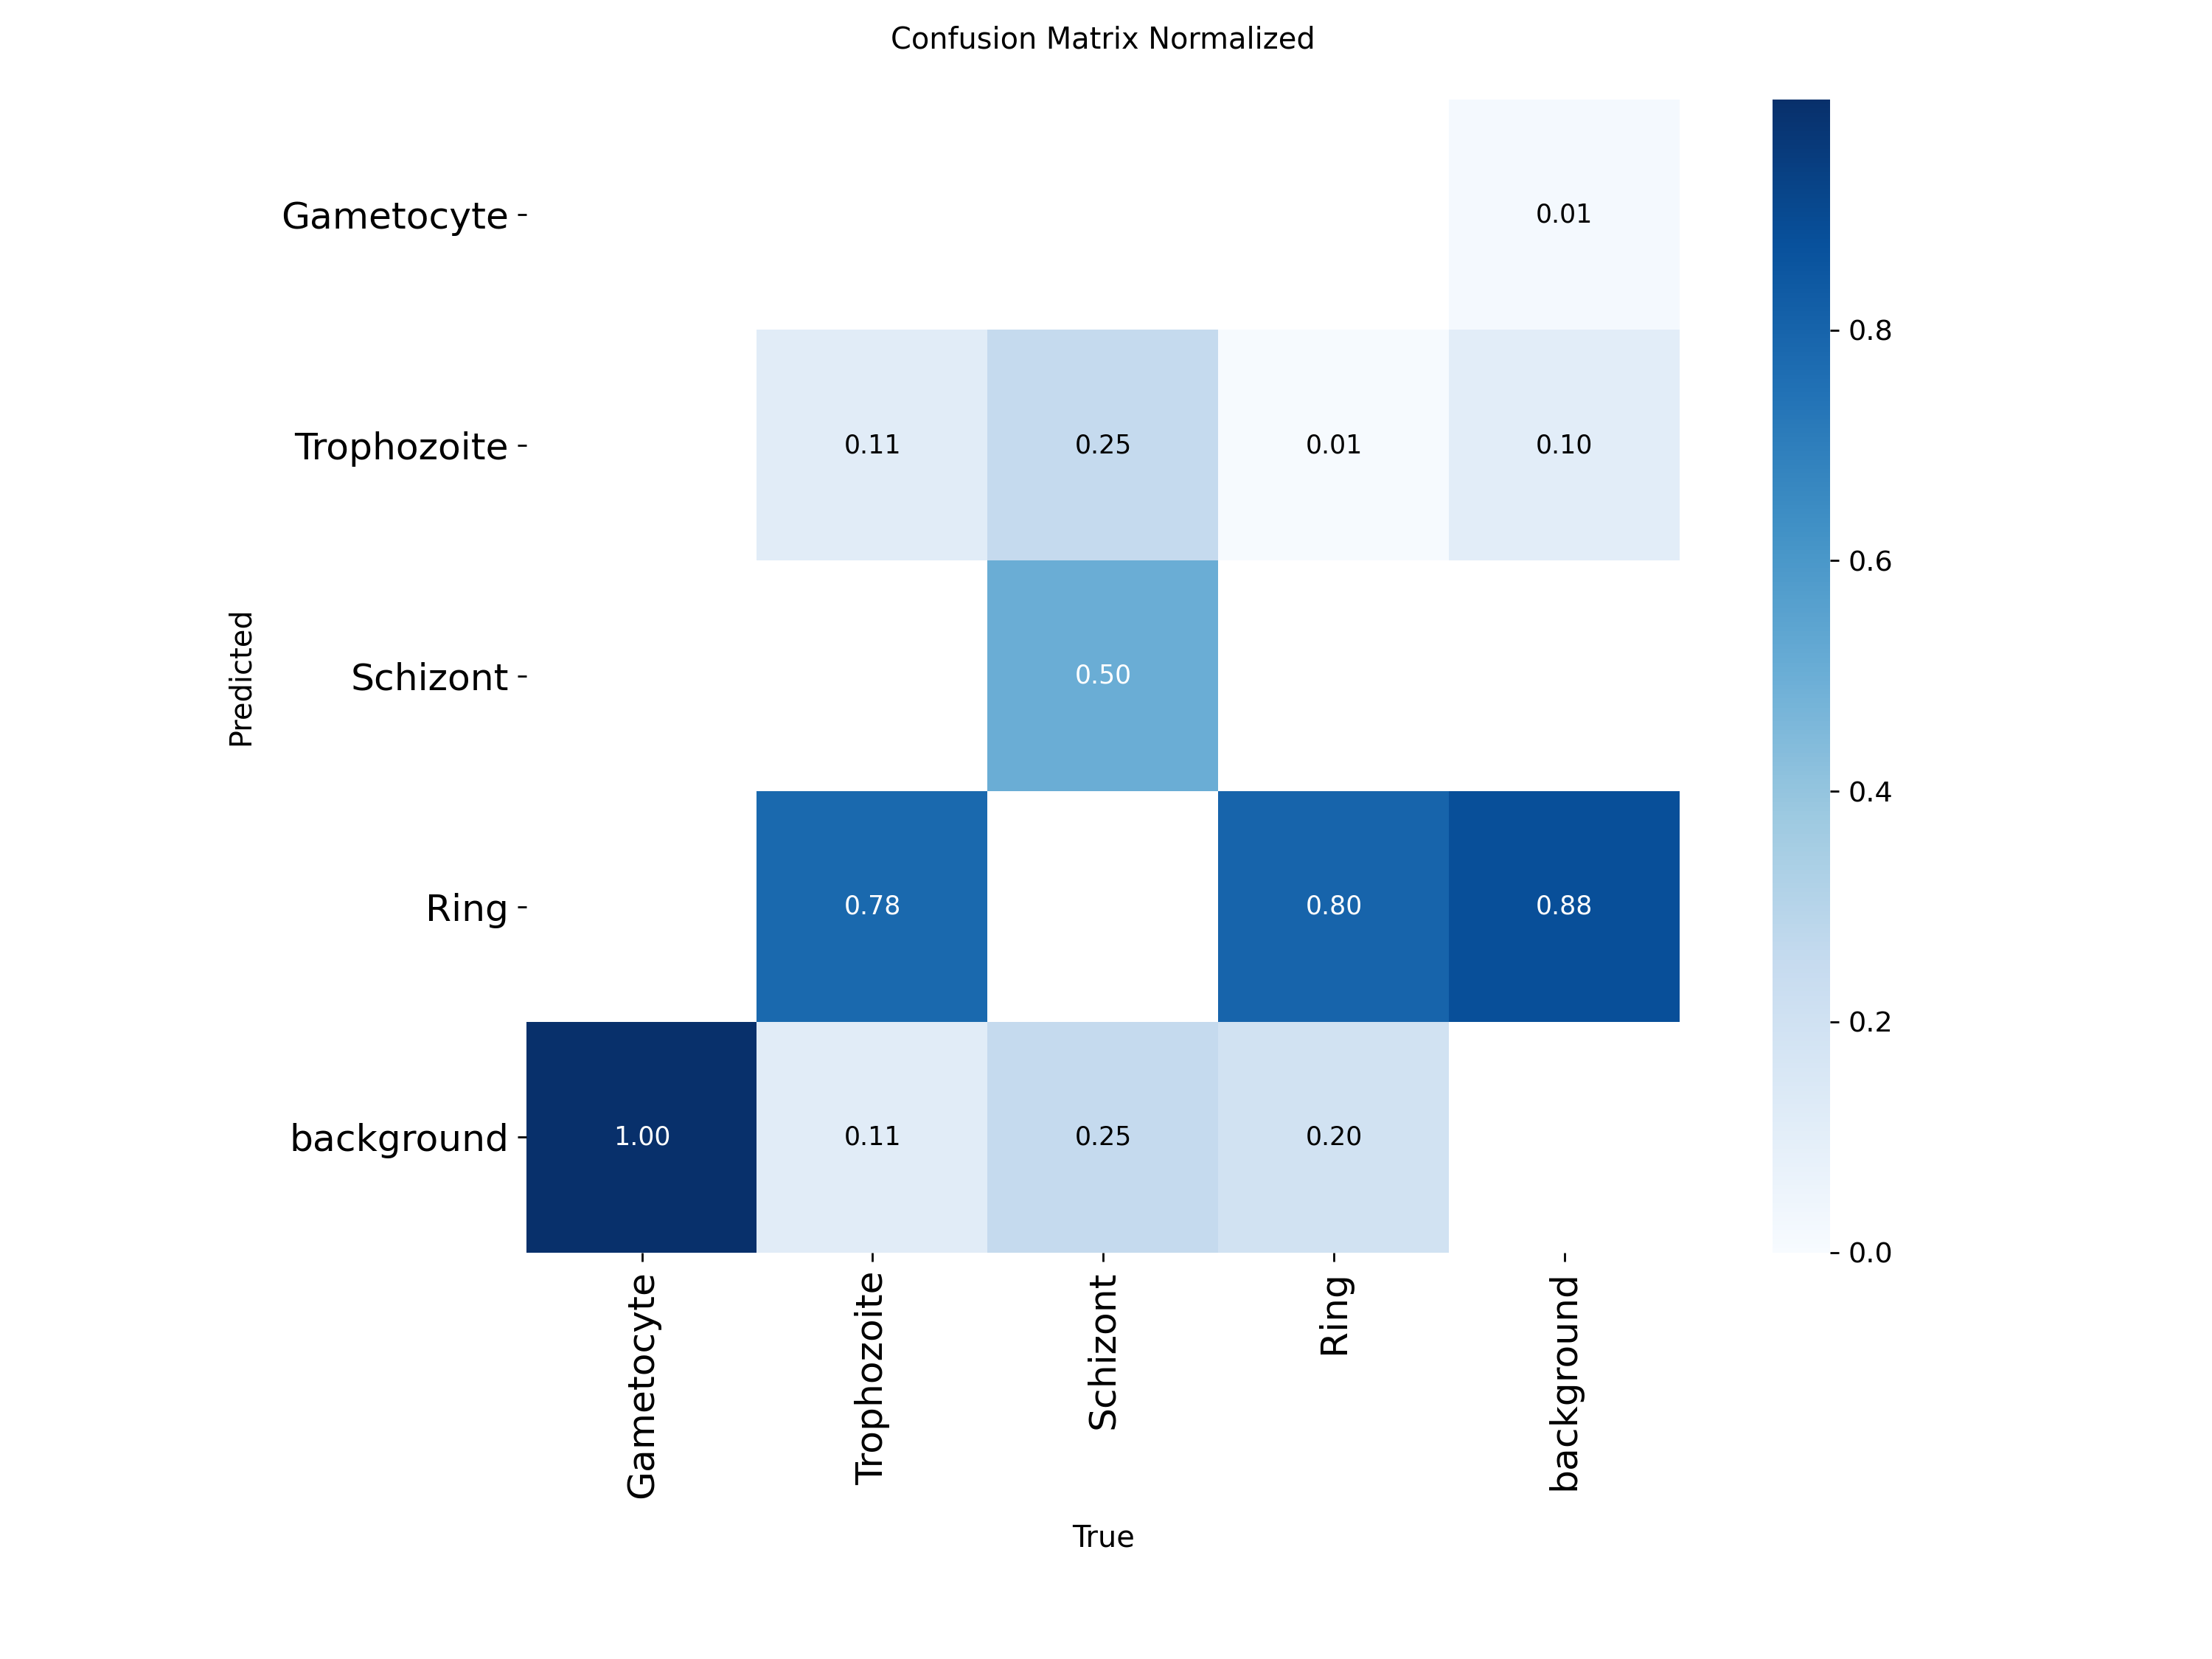 Confusion Matrix Normalized
Gametocyte
0.01
0.8
Trophozoite
0.11 0.25 0.01 0.10
0.6
Predicted
Schizont
0.50
0.4
Ring
0.78 0.80 0.88
0.2
background
1.00 0.11 0.25 0.20
0.0
Gametocyte
Trophozoite
Schizont
Ring
background
True